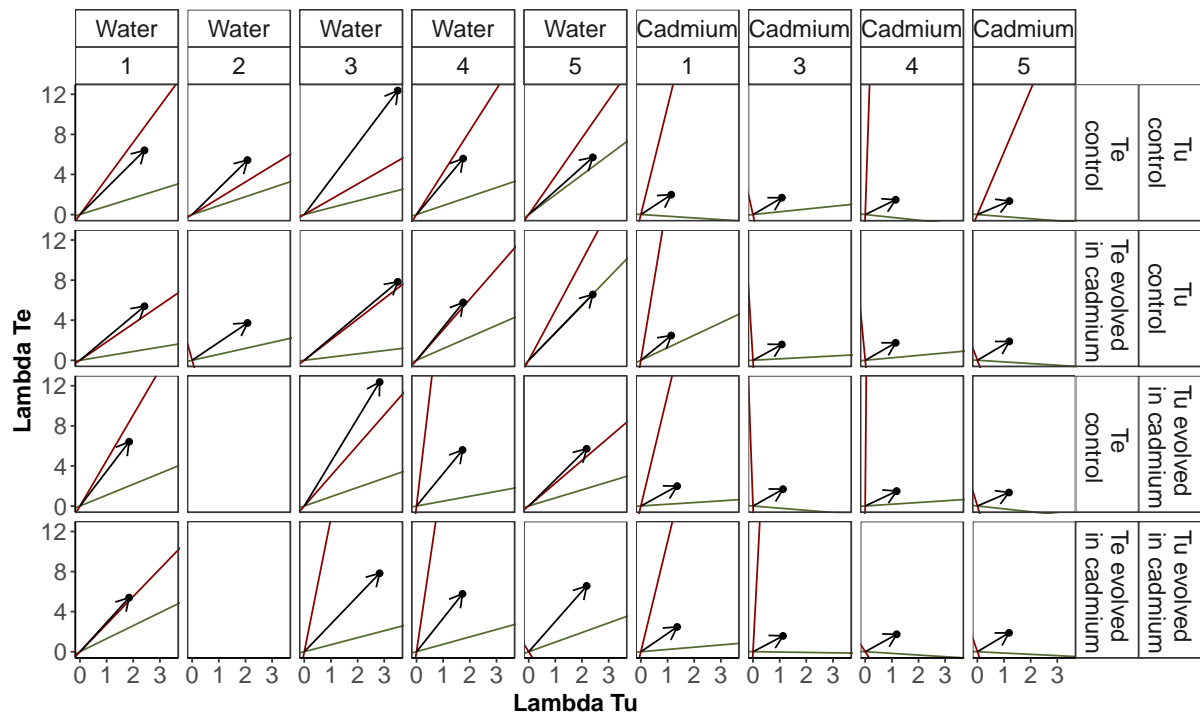 Water Water Water Water Water Cadmium Cadmium Cadmium Cadmium
1 2 3 4 5 1 3 4 5
12
8
4
0
Te
control
Tu
control
12
8
4
0
Te evolved
in cadmium
Tu
control
12
8
4
0
Te
control
Tu evolved
in cadmium
12
8
4
0
Te evolved
in cadmium
Tu evolved
in cadmium
Lambda Te
0 1 2 3 0 1 2 3 0 1 2 3 0 1 2 3 0 1 2 3 0 1 2 3 0 1 2 3 0 1 2 3 0 1 2 3
Lambda Tu